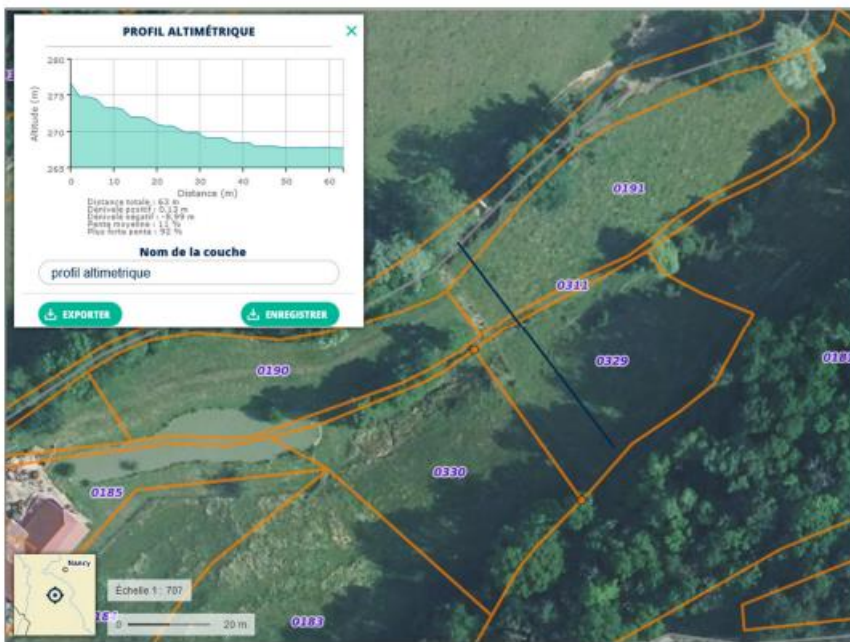 PROFIL ALTIMÉTRIQUE
×
280
275
270
265
Altitude (m)
0
10
20
30
40
50
60
Distance (m)
Distance totale : 63 m
Dénivelé positif : 0,13 m
Dénivelé négatif : -8,99 m
Pente moyenne : 11 %
Plus forte pente : 92 %
Nom de la couche
profil altimetrique
EXPORTER
ENREGISTRER
0191
0311
0329
0190
0330
0185
0183
Nancy
Échelle 1 : 707
0
20 m